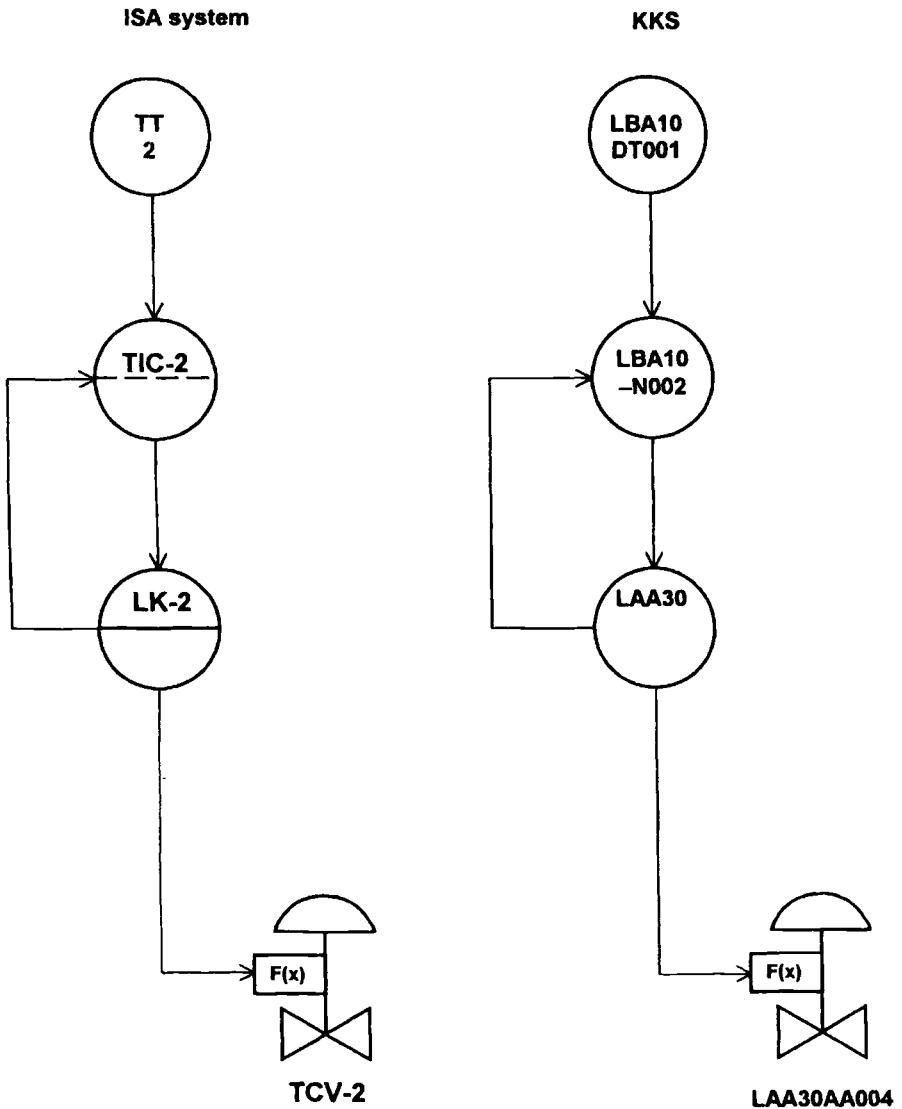 ISA system
TT
2
TIC-2
LK-2
F(x)
TCV-2
KKS
LBA10
DT001
LBA10
–N002
LAA30
F(x)
LAA30AA004